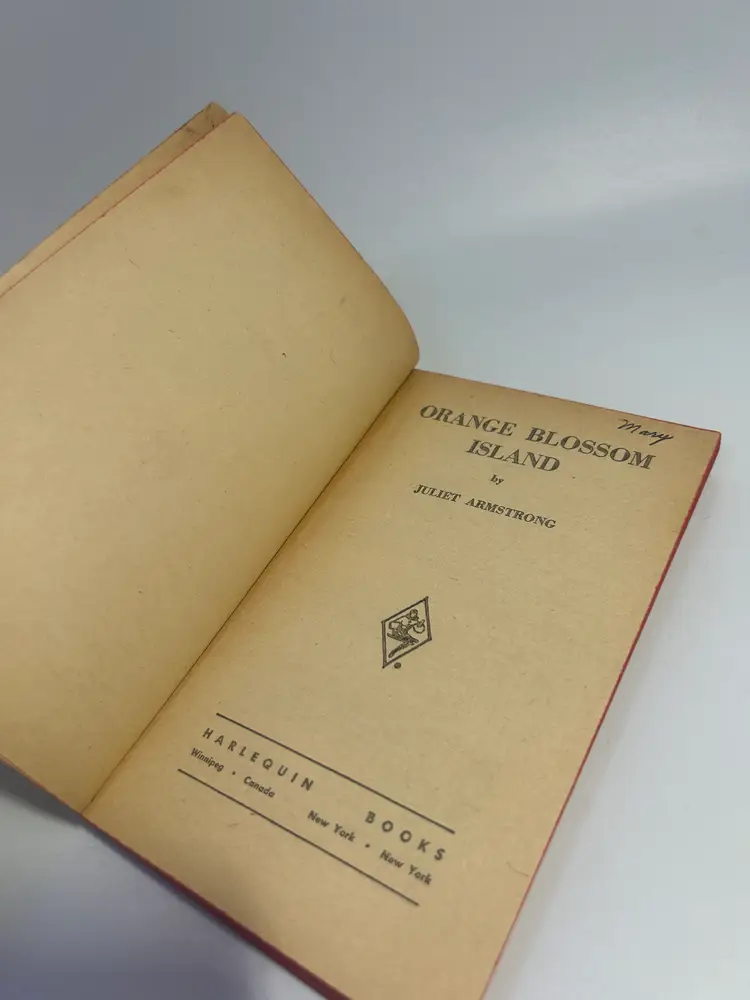 Mary
ORANGE BLOSSOM
ISLAND
by
JULIET ARMSTRONG
HARLEQUIN BOOKS
Winnipeg • Canada
New York • New York